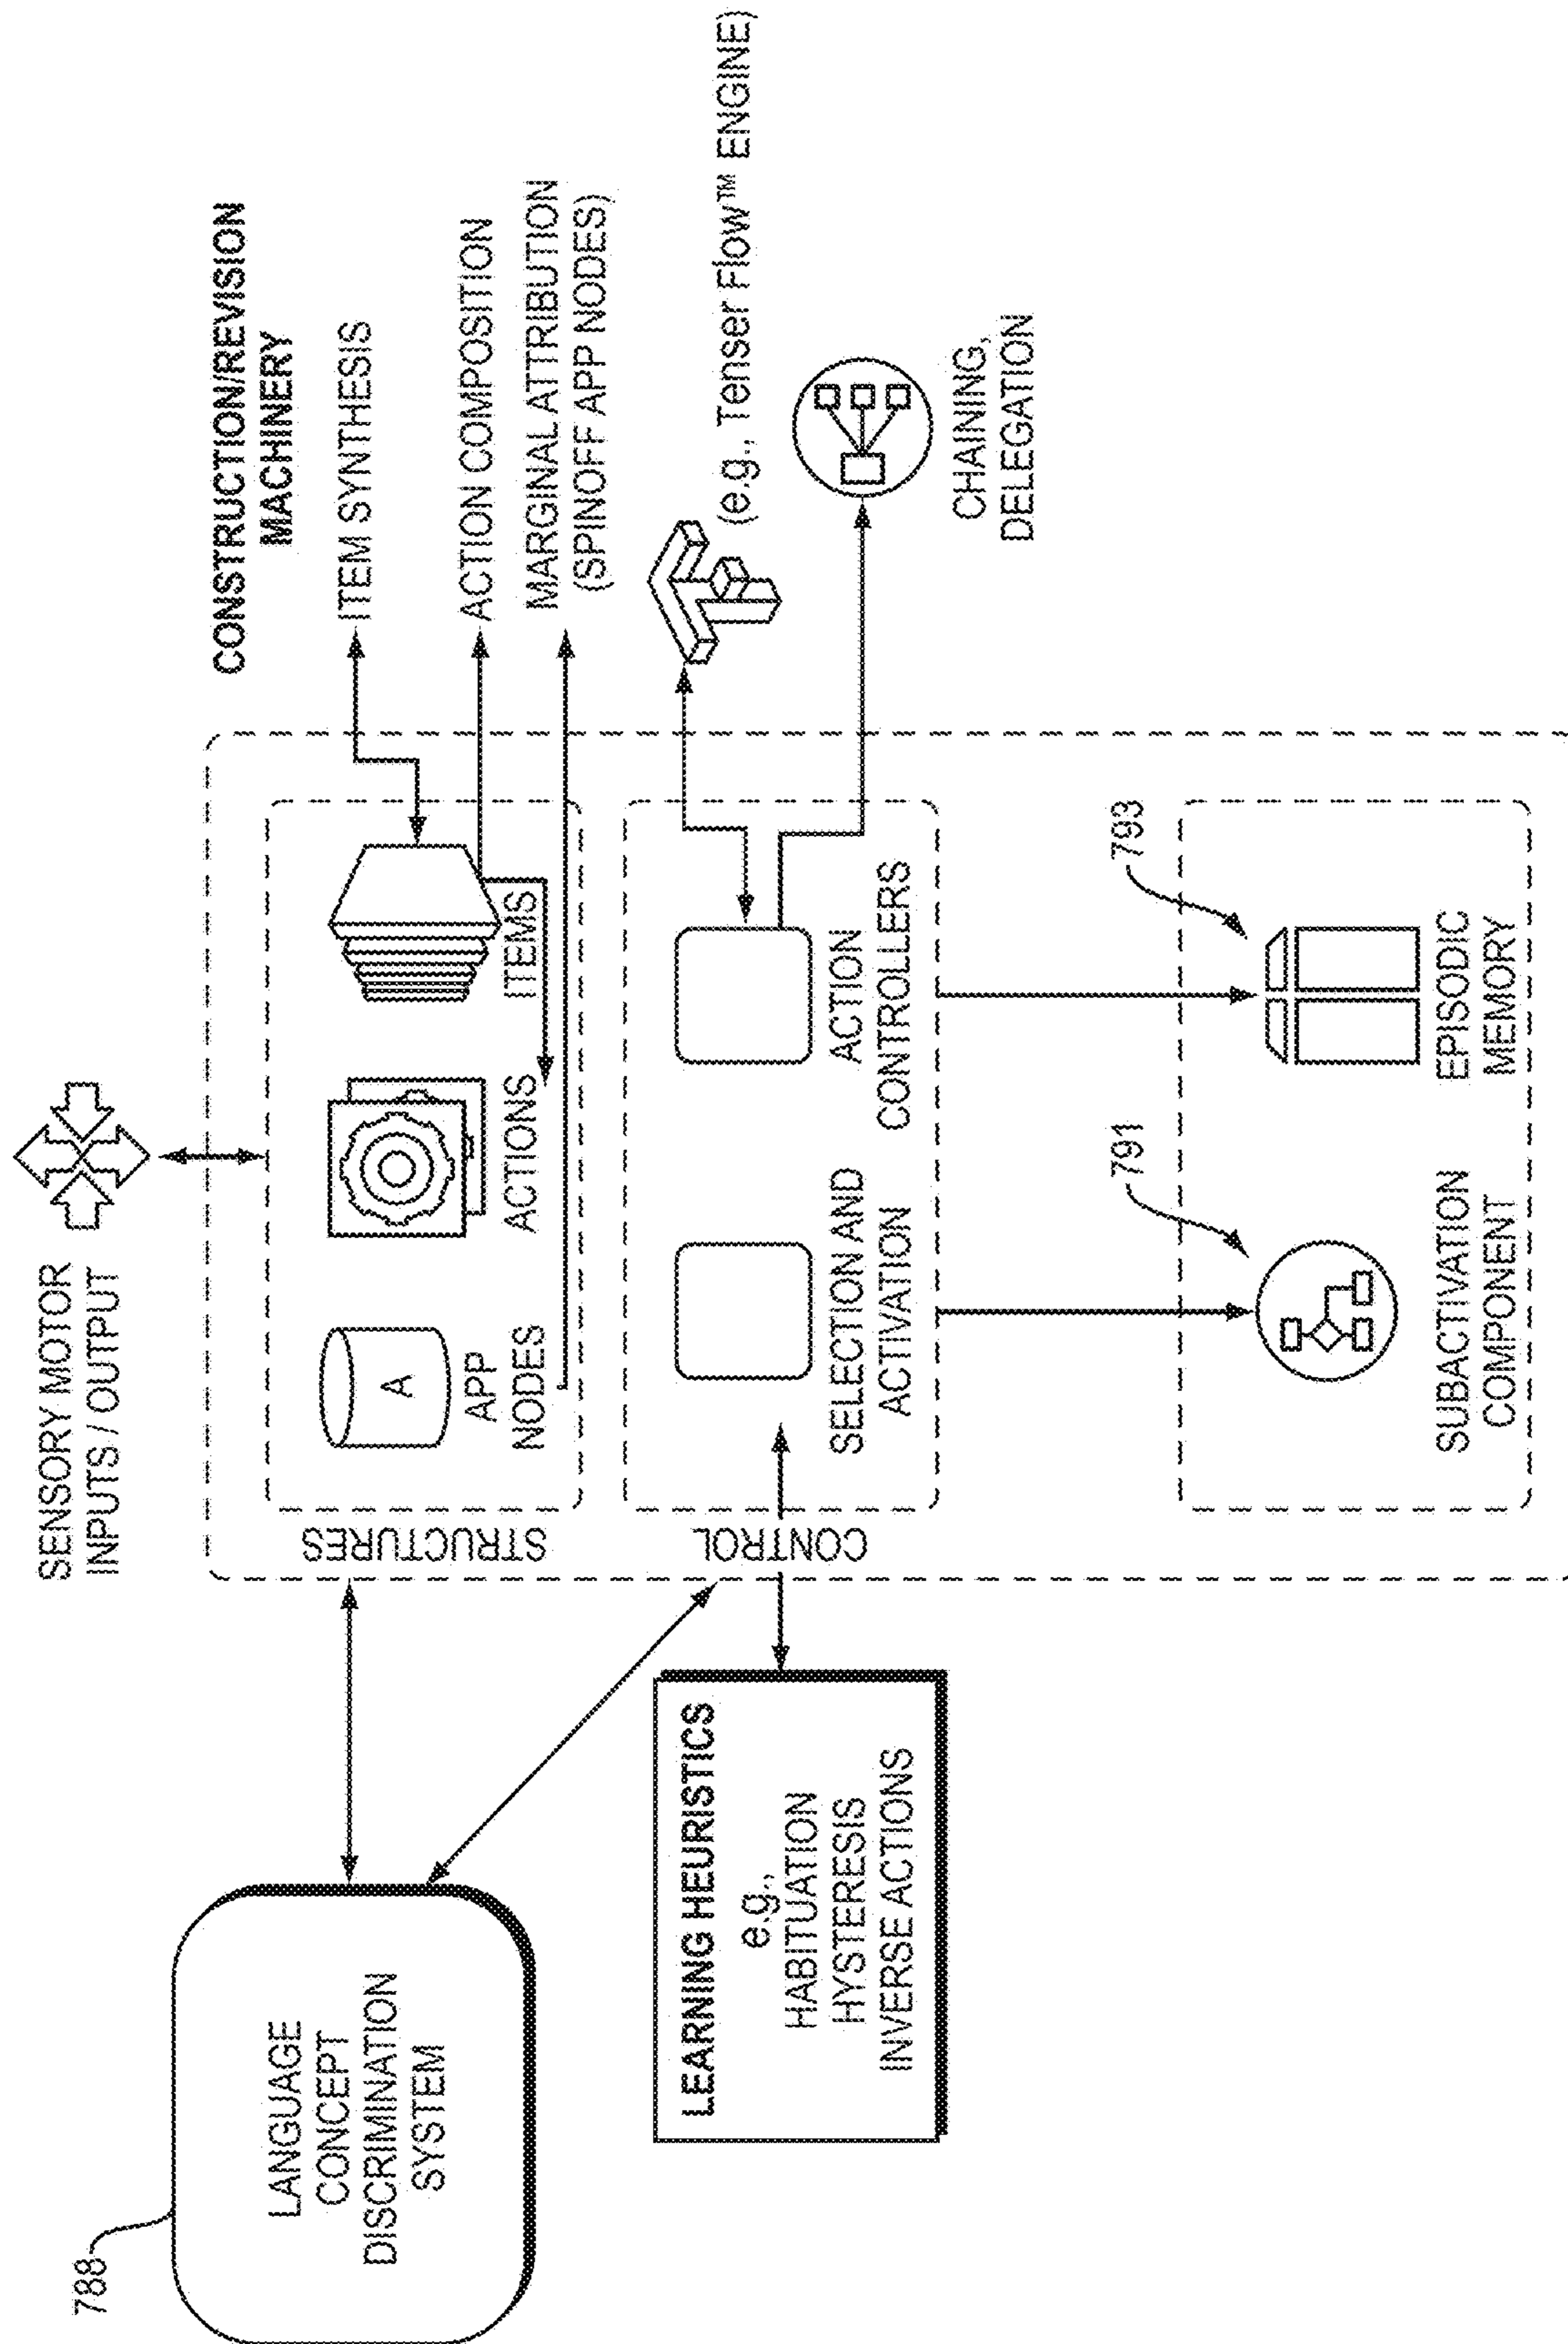 SENSORY MOTOR
INPUTS / OUTPUT
CONSTRUCTION/REVISION
MACHINERY
788
LANGUAGE
CONCEPT
DISCRIMINATION
SYSTEM
STRUCTURES
A
APP
NODES
ACTIONS
ITEMS
ITEM SYNTHESIS
ACTION COMPOSITION
MARGINAL ATTRIBUTION
(SPINOFF APP NODES)
LEARNING HEURISTICS
e.g.,
HABITUATION
HYSTERESIS
INVERSE ACTIONS
CONTROL
SELECTION AND
ACTIVATION
ACTION
CONTROLLERS
(e.g., Tenser Flow™ ENGINE)
CHAINING,
DELEGATION
791
SUBACTIVATION
COMPONENT
793
EPISODIC
MEMORY